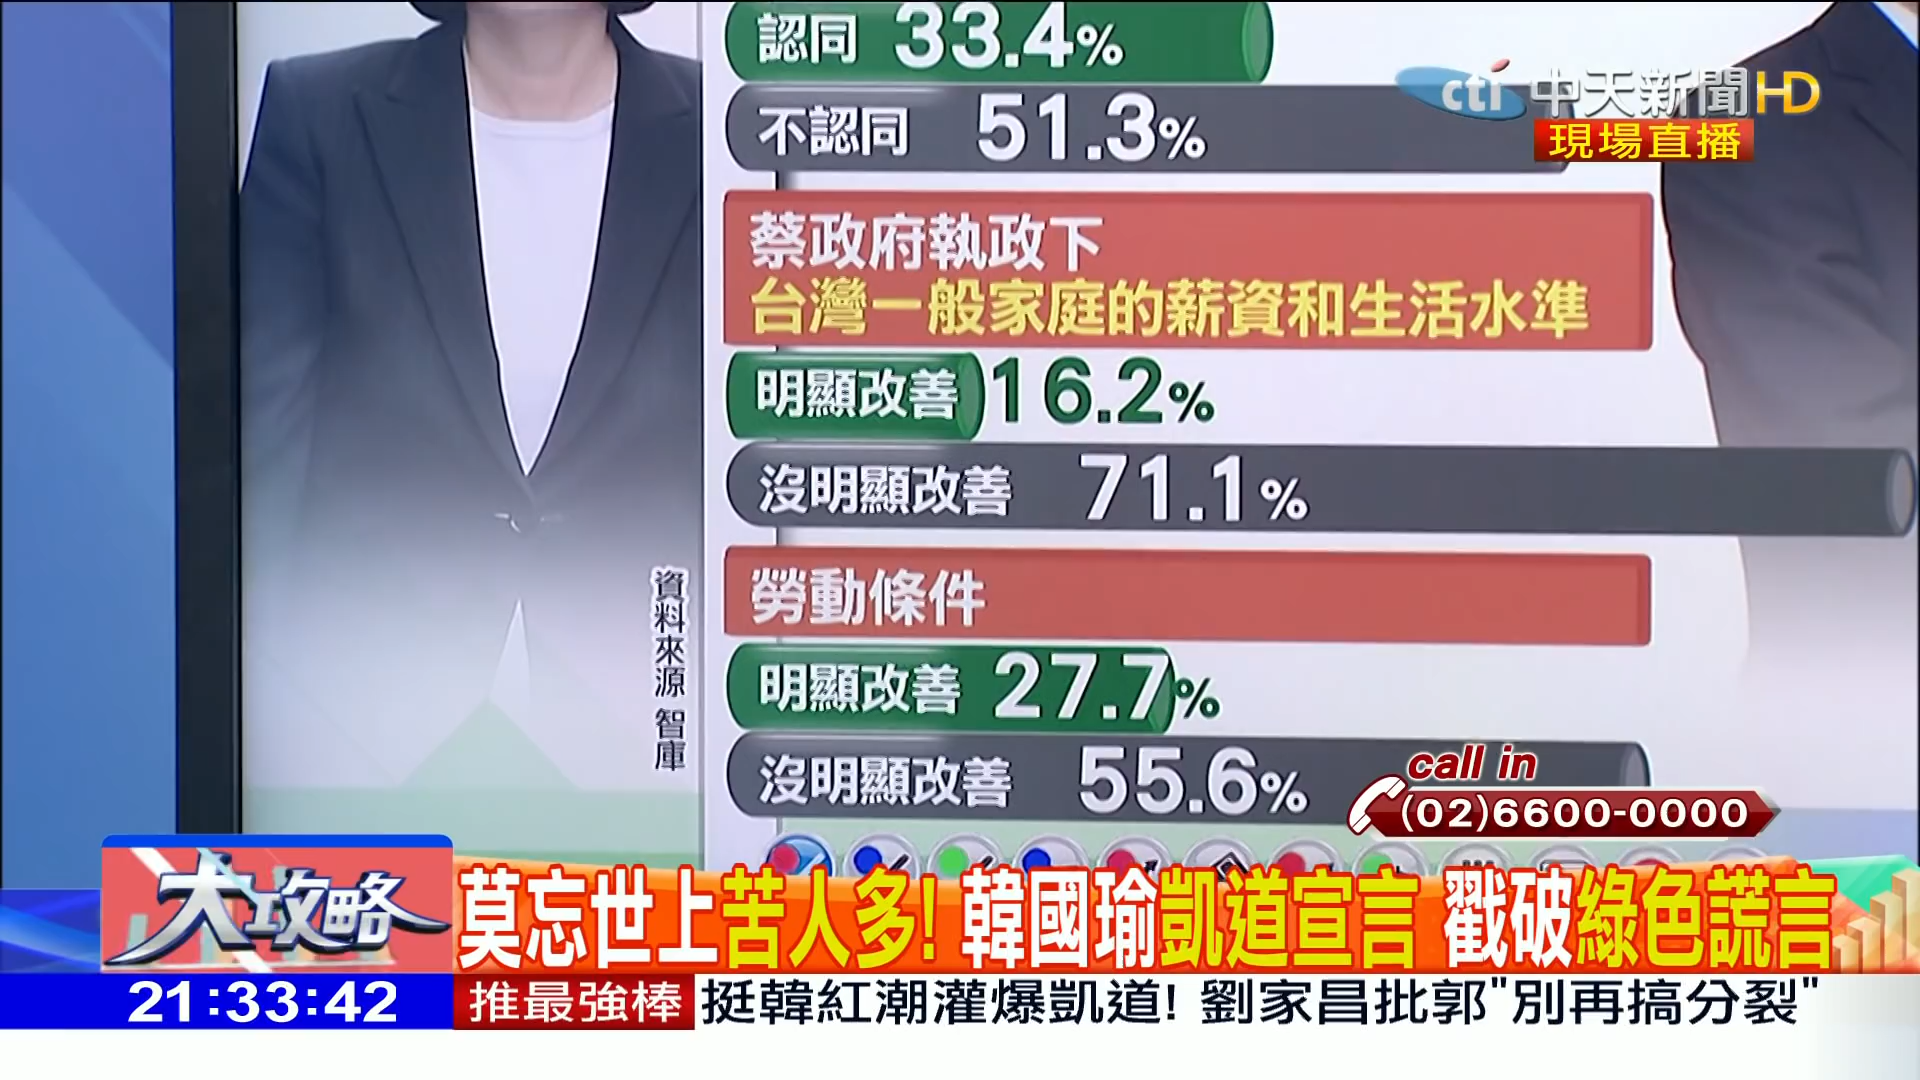 認同 33.4%
不認同 51.3%
cti 中天新聞HD
現場直播
蔡政府執政下
台灣一般家庭的薪資和生活水準
明顯改善 16.2%
沒明顯改善 71.1%
勞動條件
明顯改善 27.7%
沒明顯改善 55.6%
資料來源 智庫
call in
(02)6600-0000
大攻略
莫忘世上苦人多! 韓國瑜凱道宣言 戳破綠色謊言
21:33:42
推最強棒 挺韓紅潮灌爆凱道! 劉家昌批郭"別再搞分裂"